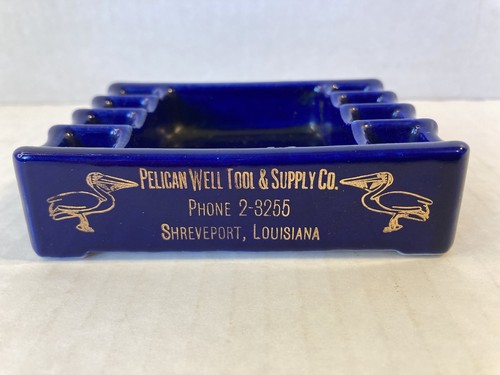 PELICAN WELL TOOL & SUPPLY CO.
PHONE 2-3255
SHREVEPORT, LOUISIANA